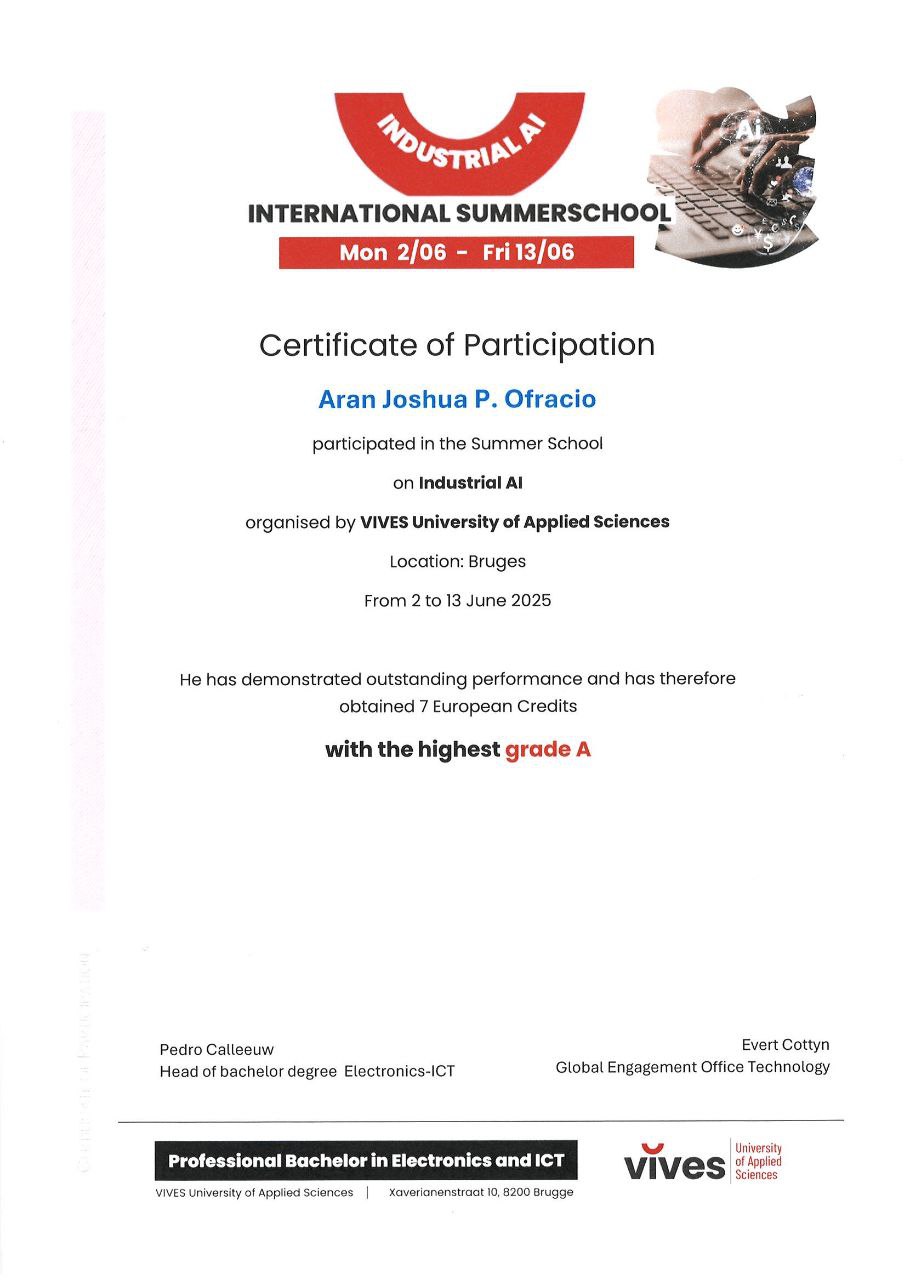 INDUSTRIAL AI
INTERNATIONAL SUMMERSCHOOL
Mon 2/06 - Fri 13/06
Ai
Certificate of Participation
Aran Joshua P. Ofracio
participated in the Summer School
on Industrial AI
organised by VIVES University of Applied Sciences
Location: Bruges
From 2 to 13 June 2025
He has demonstrated outstanding performance and has therefore
obtained 7 European Credits
with the highest grade A
Pedro Calleeuw
Head of bachelor degree Electronics-ICT
Evert Cottyn
Global Engagement Office Technology
Professional Bachelor in Electronics and ICT
VIVES University of Applied Sciences | Xaverianenstraat 10, 8200 Brugge
vives
University
of Applied
Sciences